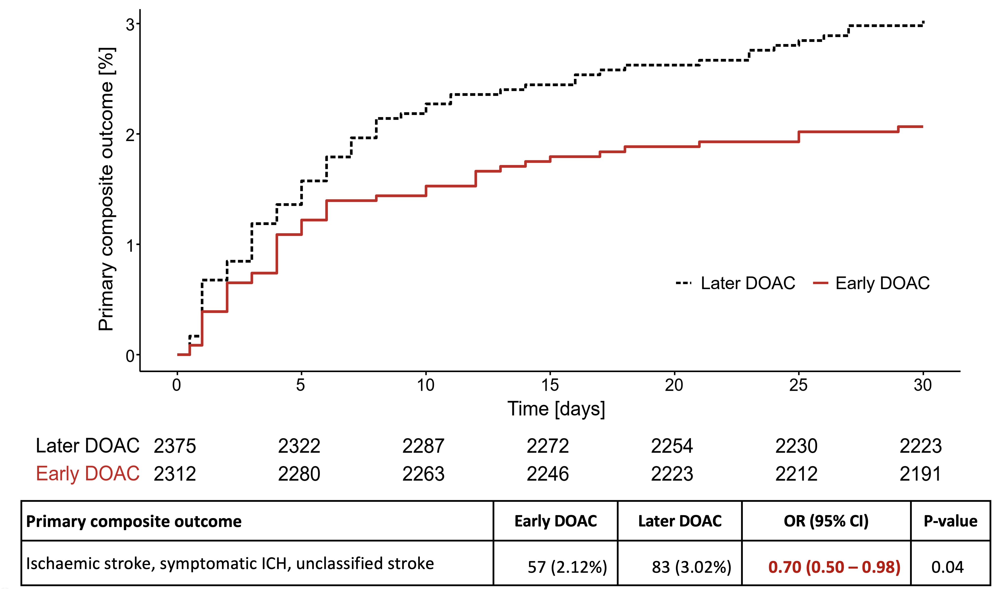 Primary composite outcome [%]
3
2
1
0
Later DOAC Early DOAC
0 5 10 15 20 25 30
Time [days]
Later DOAC 2375 2322 2287 2272 2254 2230 2223
Early DOAC 2312 2280 2263 2246 2223 2212 2191
Primary composite outcome Early DOAC Later DOAC OR (95% CI) P-value
Ischaemic stroke, symptomatic ICH, unclassified stroke 57 (2.12%) 83 (3.02%) 0.70 (0.50 – 0.98) 0.04